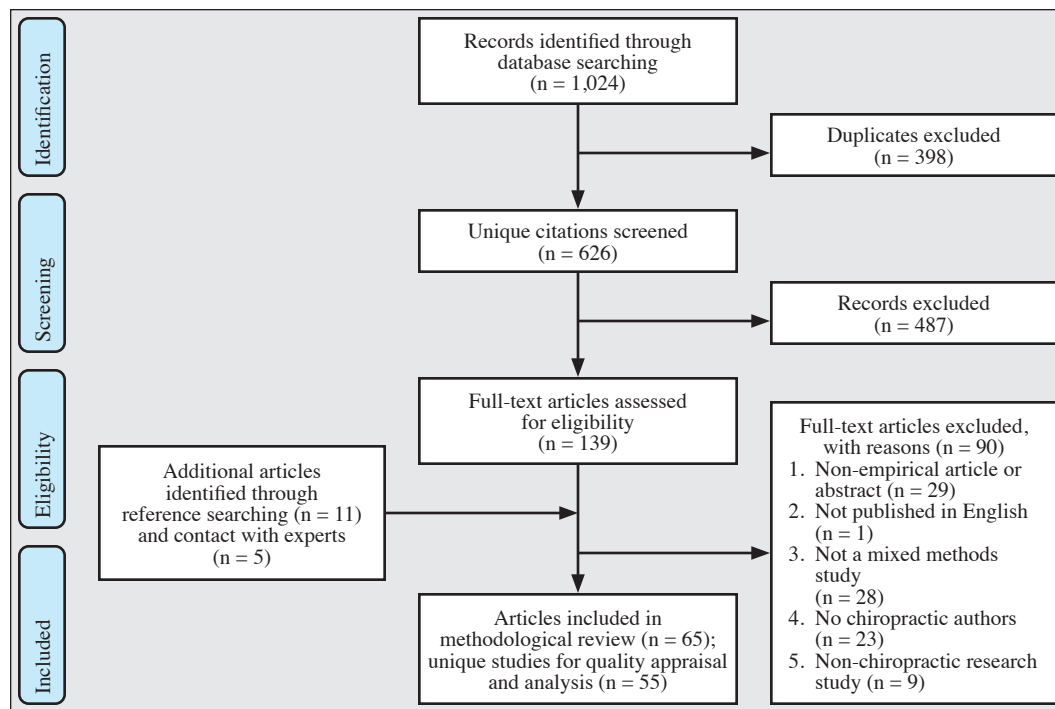 Identification
Records identified through
database searching
(n = 1,024)
Duplicates excluded
(n = 398)
Screening
Unique citations screened
(n = 626)
Records excluded
(n = 487)
Eligibility
Full-text articles assessed
for eligibility
(n = 139)
Additional articles
identified through
reference searching (n = 11)
and contact with experts
(n = 5)
Full-text articles excluded,
with reasons (n = 90)
1. Non-empirical article or
abstract (n = 29)
2. Not published in English
(n = 1)
3. Not a mixed methods
study
(n = 28)
4. No chiropractic authors
(n = 23)
5. Non-chiropractic research
study (n = 9)
Included
Articles included in
methodological review (n = 65);
unique studies for quality appraisal
and analysis (n = 55)